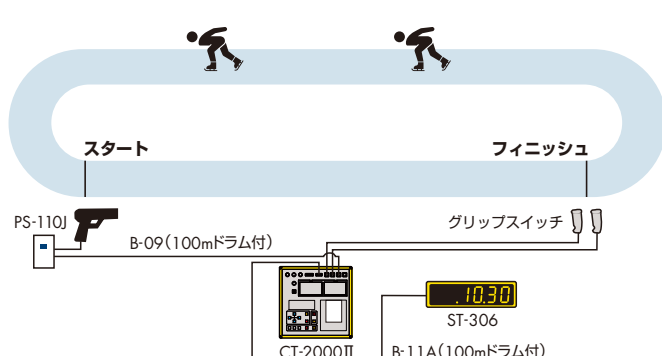 スタート
フィニッシュ
PS-110J
グリップスイッチ
B-09(100mドラム付)
.10.30
ST-306
CT-2000Ⅱ
B-11A(100mドラム付)